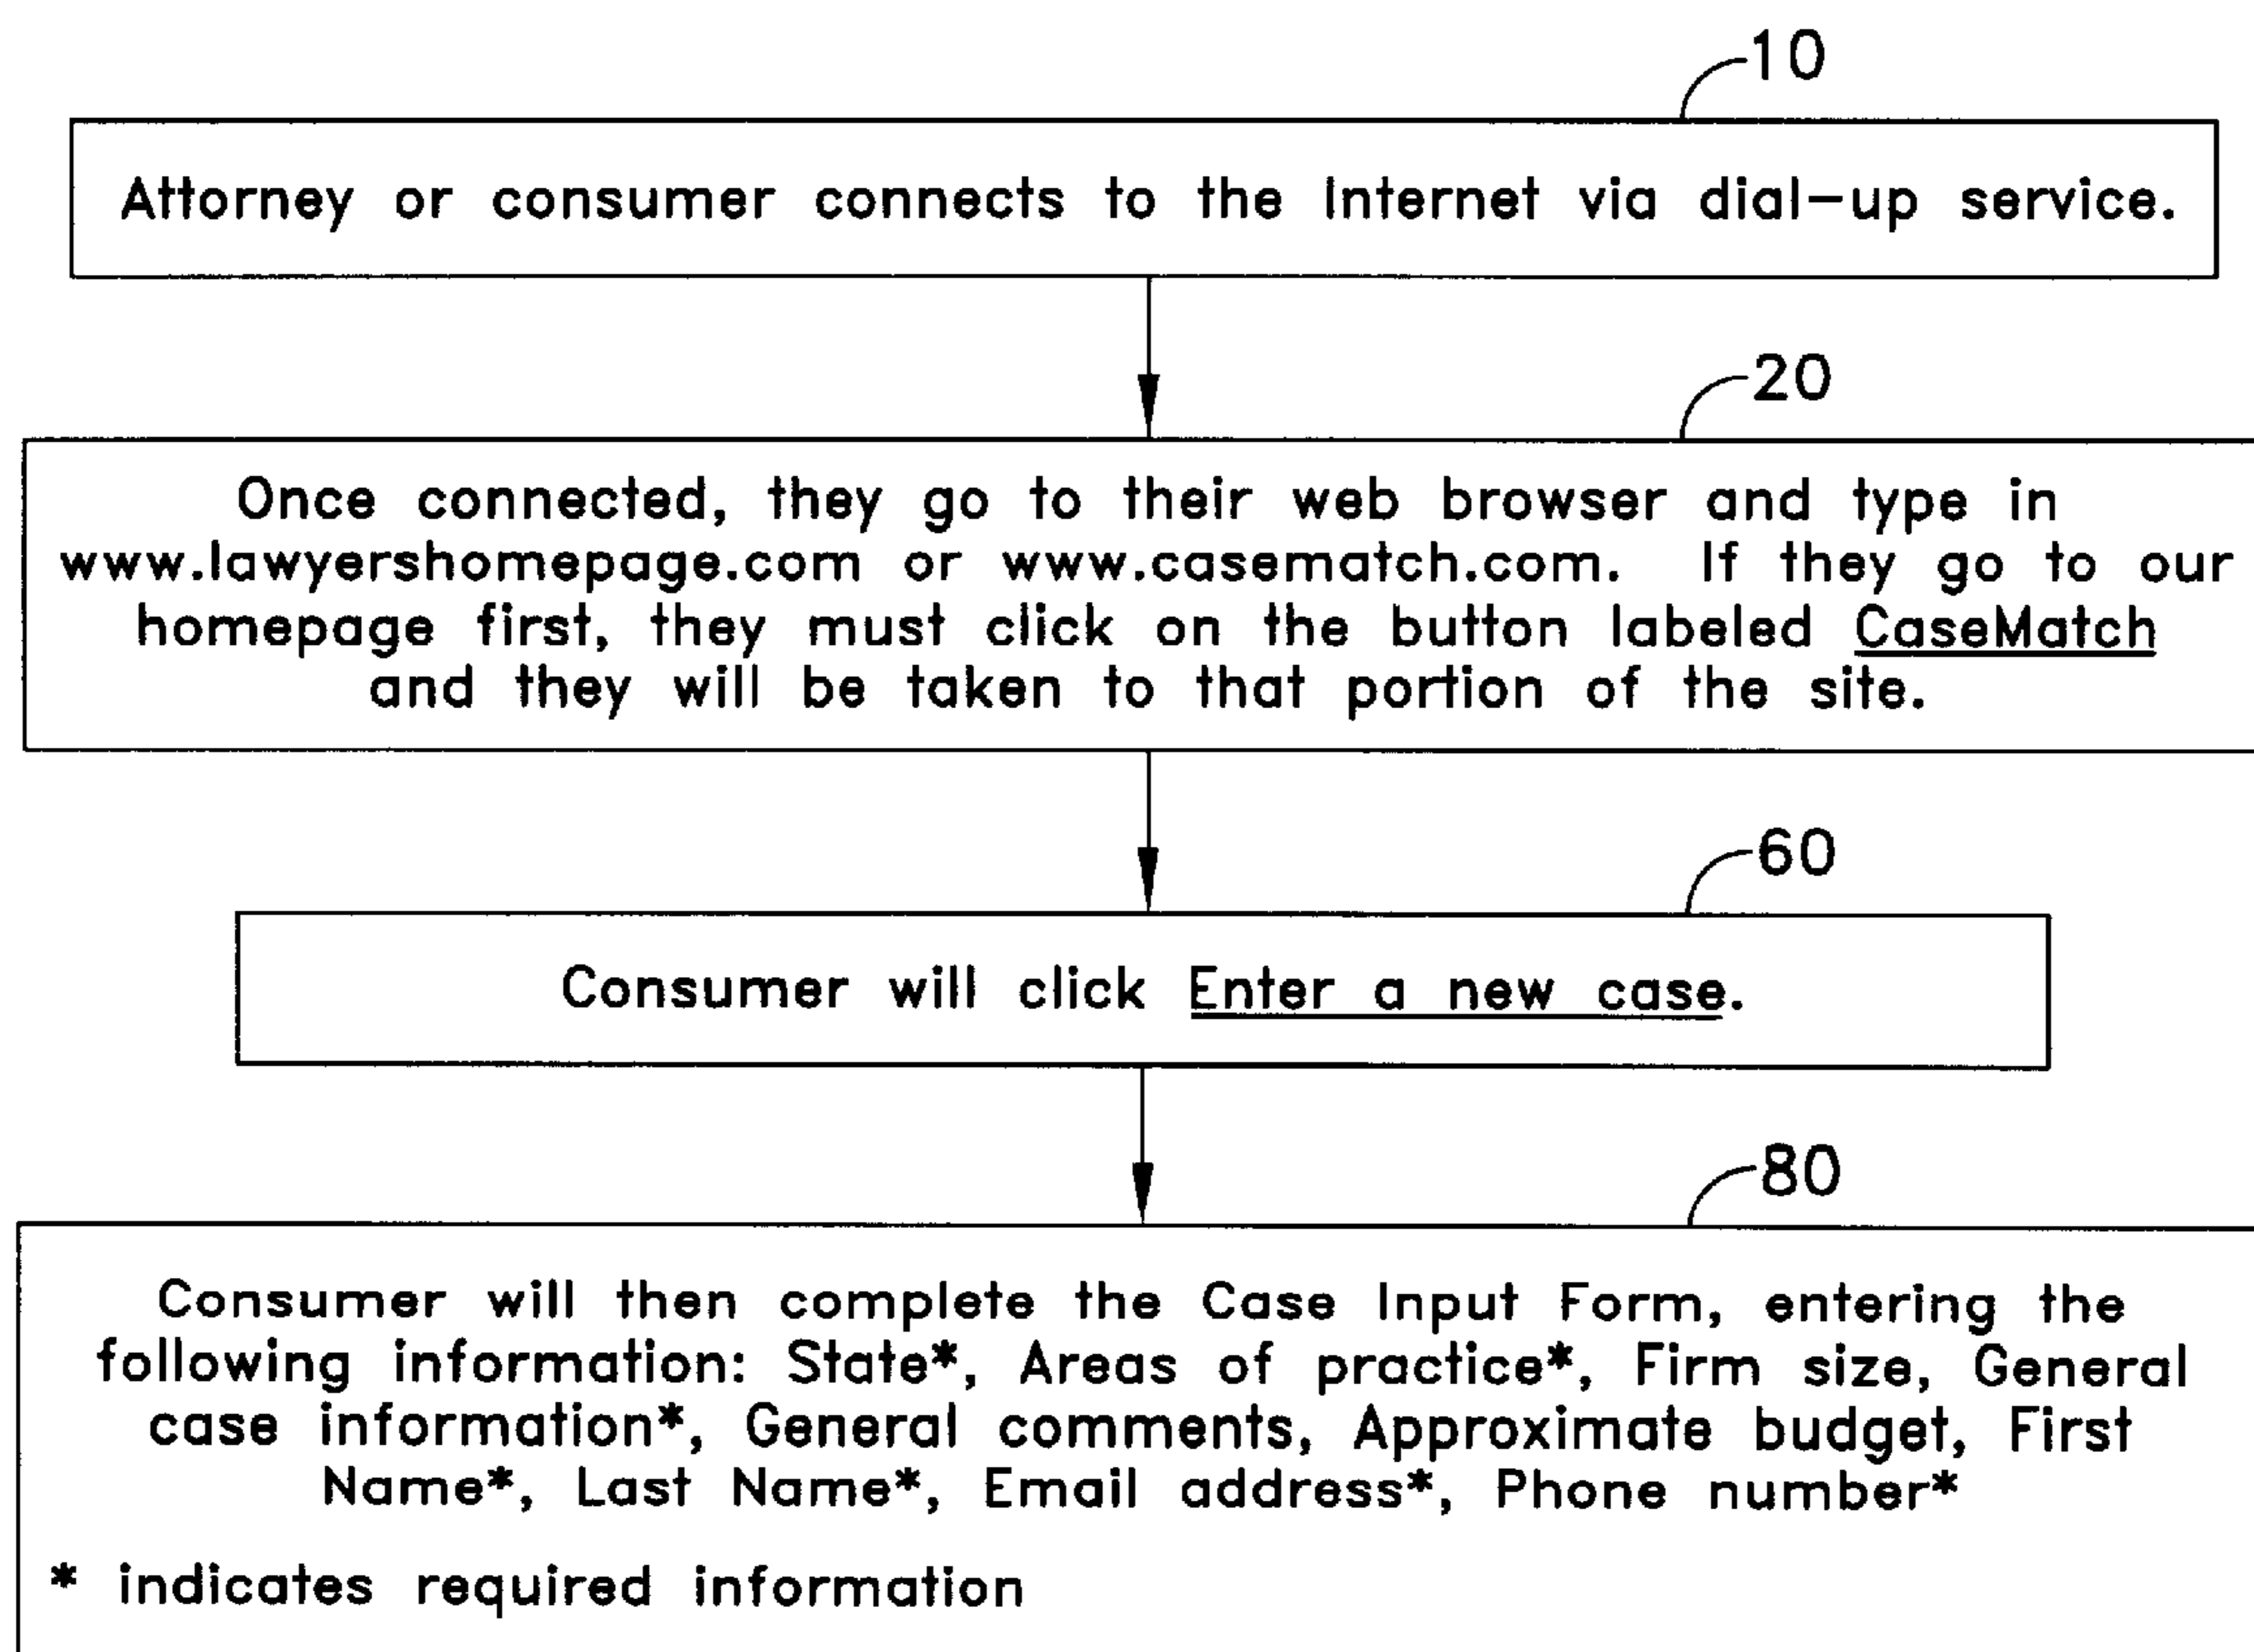 10
Attorney or consumer connects to the Internet via dial-up service.
20
Once connected, they go to their web browser and type in
www.lawyershomepage.com or www.casematch.com. If they go to our
homepage first, they must click on the button labeled CaseMatch
and they will be taken to that portion of the site.
60
Consumer will click Enter a new case.
80
Consumer will then complete the Case Input Form, entering the
following information: State*, Areas of practice*, Firm size, General
case information*, General comments, Approximate budget, First
Name*, Last Name*, Email address*, Phone number*
* indicates required information